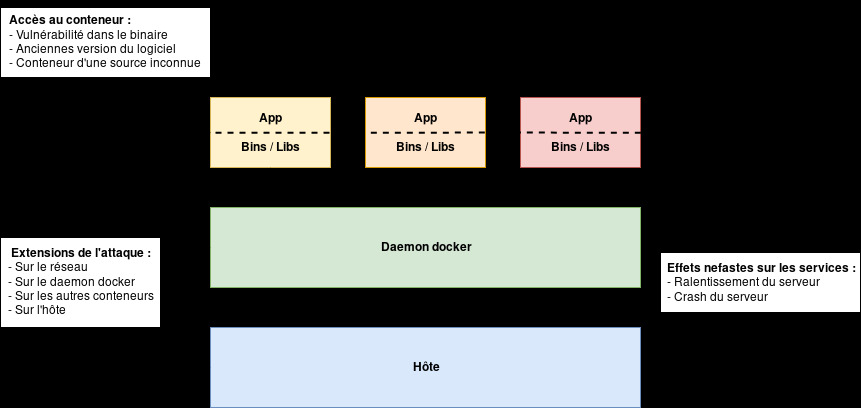 Accès au conteneur :
- Vulnérabilité dans le binaire
- Anciennes version du logiciel
- Conteneur d'une source inconnue
App
Bins / Libs
App
Bins / Libs
App
Bins / Libs
Daemon docker
Extensions de l'attaque :
- Sur le réseau
- Sur le daemon docker
- Sur les autres conteneurs
- Sur l'hôte
Effets nefastes sur les services :
- Ralentissement du serveur
- Crash du serveur
Hôte